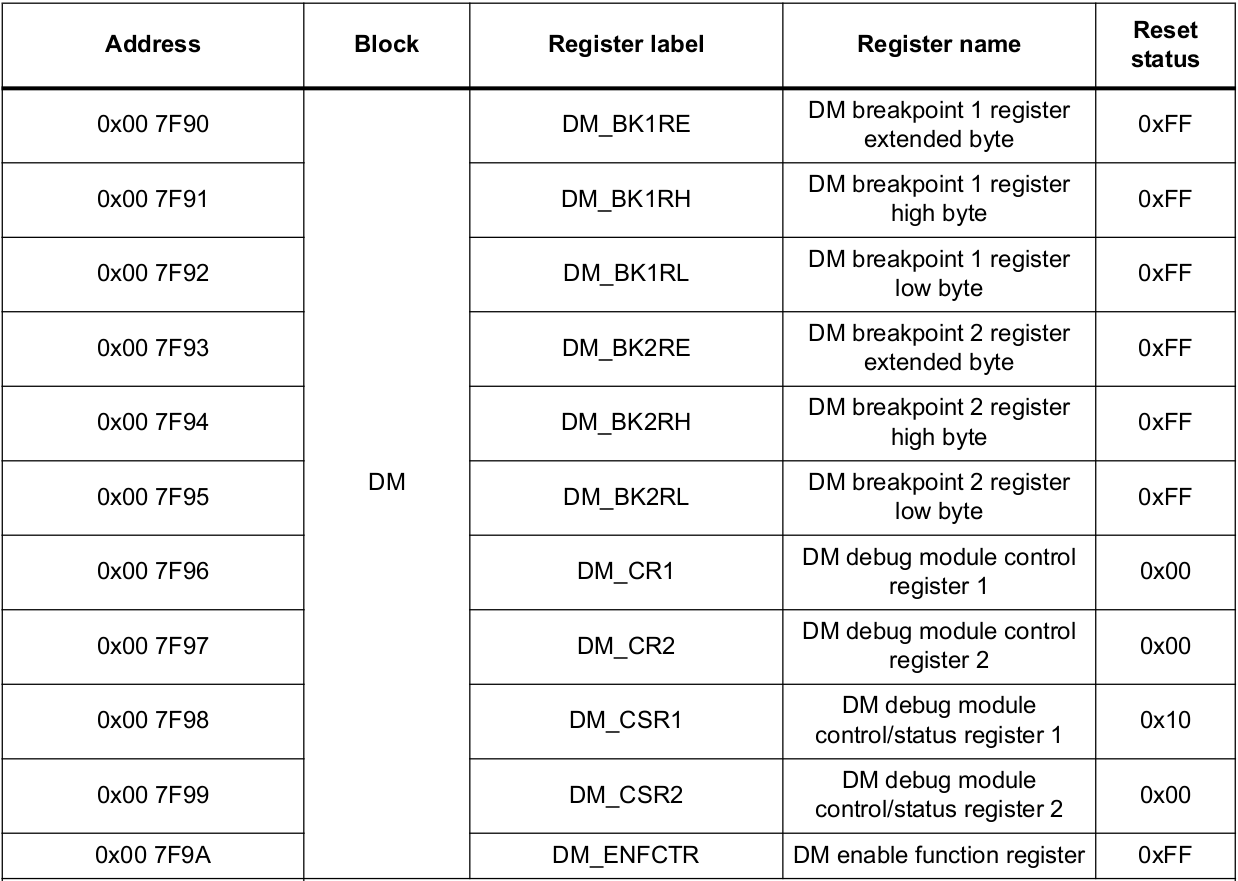 Address Block Register label Register name Reset status
0x00 7F90 DM_BK1RE DM breakpoint 1 register extended byte 0xFF
0x00 7F91 DM_BK1RH DM breakpoint 1 register high byte 0xFF
0x00 7F92 DM_BK1RL DM breakpoint 1 register low byte 0xFF
0x00 7F93 DM_BK2RE DM breakpoint 2 register extended byte 0xFF
0x00 7F94 DM_BK2RH DM breakpoint 2 register high byte 0xFF
DM
0x00 7F95 DM_BK2RL DM breakpoint 2 register low byte 0xFF
0x00 7F96 DM_CR1 DM debug module control register 1 0x00
0x00 7F97 DM_CR2 DM debug module control register 2 0x00
0x00 7F98 DM_CSR1 DM debug module control/status register 1 0x10
0x00 7F99 DM_CSR2 DM debug module control/status register 2 0x00
0x00 7F9A DM_ENFCTR DM enable function register 0xFF